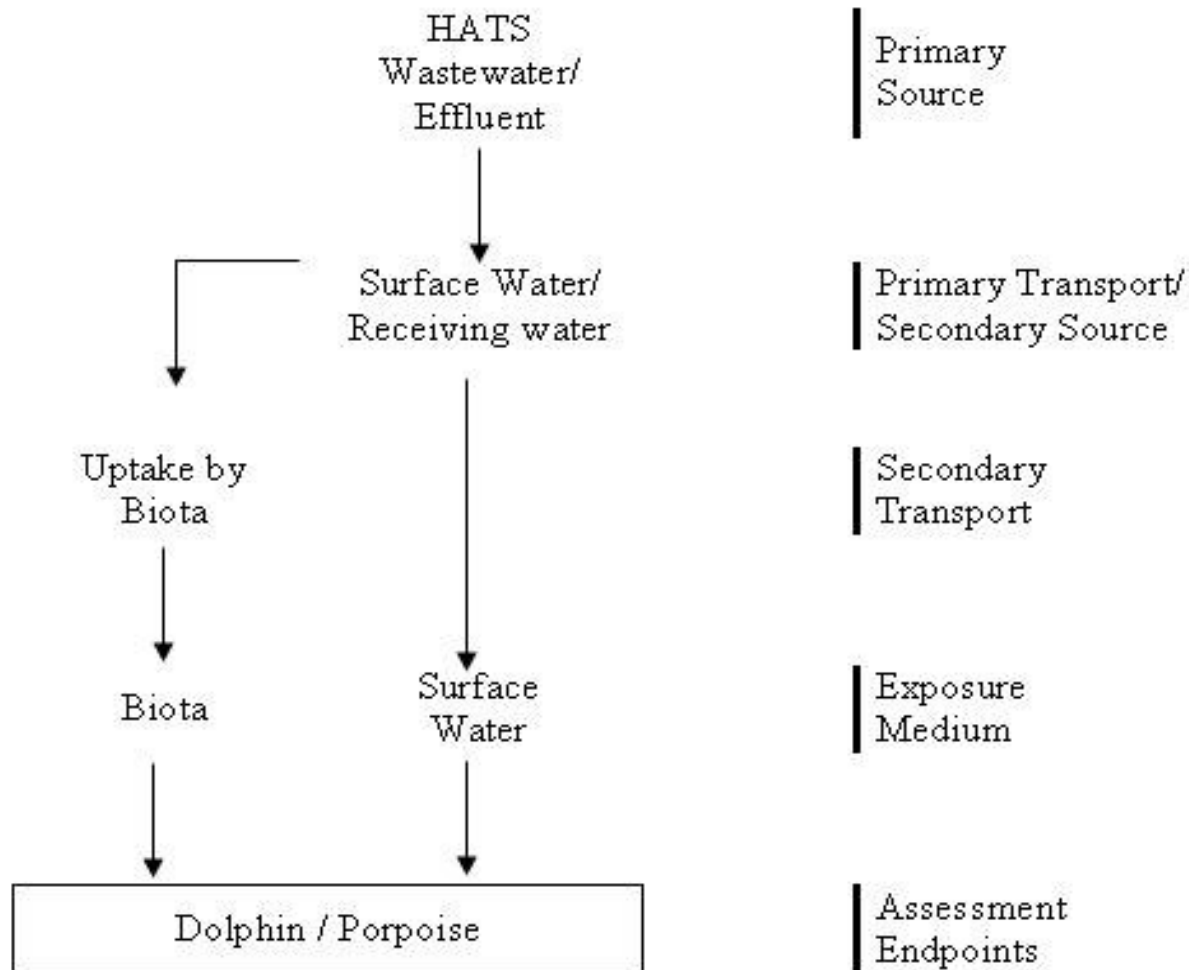 HATS
Wastewater/
Effluent
Primary
Source
Surface Water/
Receiving water
Primary Transport/
Secondary Source
Uptake by
Biota
Secondary
Transport
Biota
Surface
Water
Exposure
Medium
Dolphin / Porpoise
Assessment
Endpoints